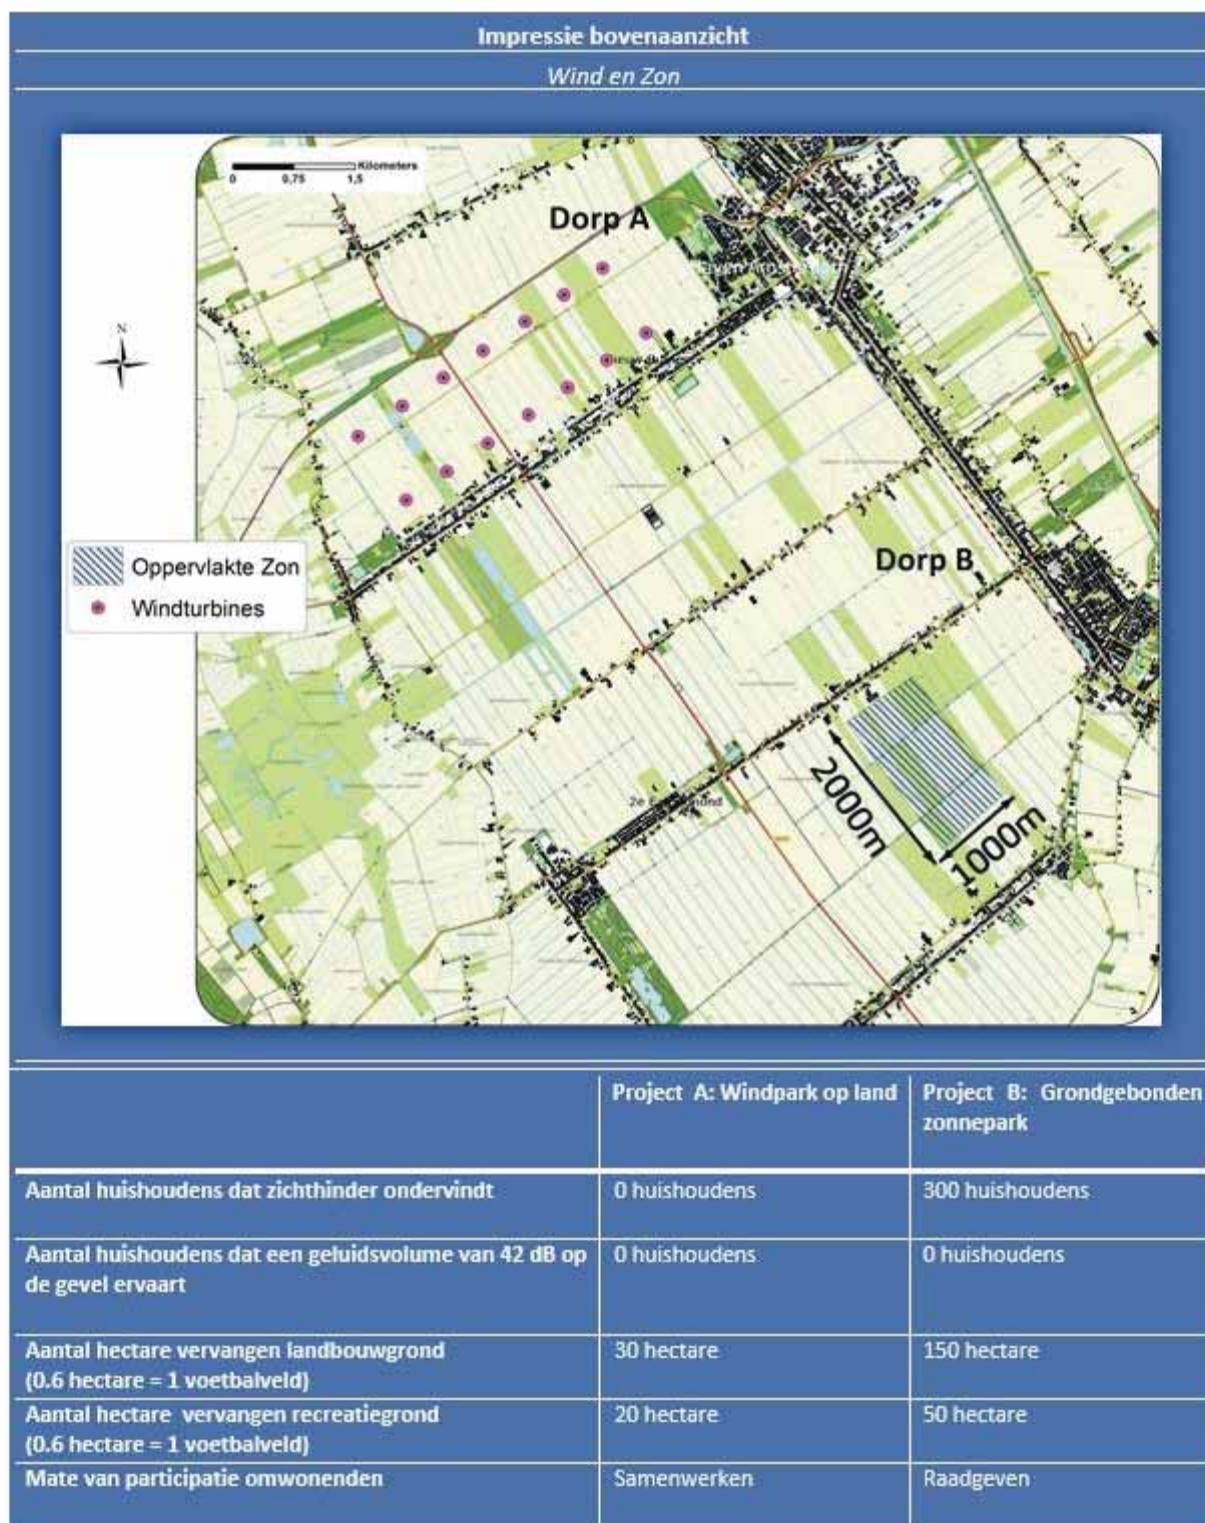 Impressie bovenaanzicht
Wind en Zon
Kilometers
0 0,75 1,5
Dorp A
N
Dorp B
Oppervlakte Zon
Windturbines
2000m
1000m
Project A: Windpark op land
Project B: Grondgebonden
zonnepark
Aantal huishoudens dat zichthinder ondervindt
0 huishoudens
300 huishoudens
Aantal huishoudens dat een geluidsvolume van 42 dB op
de gevel ervaart
0 huishoudens
0 huishoudens
Aantal hectare vervangen landbouwgrond
(0.6 hectare = 1 voetbalveld)
30 hectare
150 hectare
Aantal hectare vervangen recreatiegrond
(0.6 hectare = 1 voetbalveld)
20 hectare
50 hectare
Mate van participatie omwonenden
Samenwerken
Raadgeven